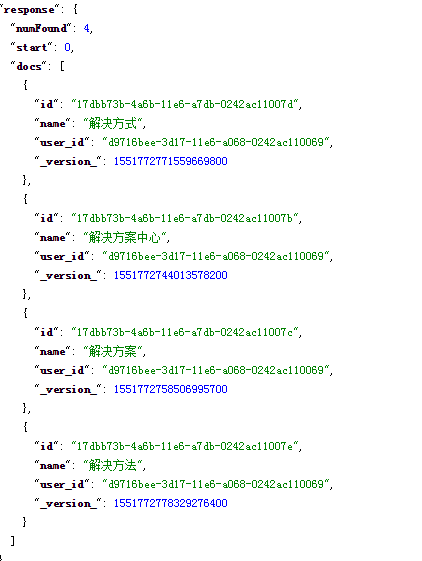 "response": {
"numFound": 4,
"start": 0,
"docs": [
{
"id": "17dbb73b-4a6b-11e6-a7db-0242ac11007d",
"name": "解决方式",
"user_id": "d9716bee-3d17-11e6-a068-0242ac110069",
"_version_": 1551772771559669800
},
{
"id": "17dbb73b-4a6b-11e6-a7db-0242ac11007b",
"name": "解决方案中心",
"user_id": "d9716bee-3d17-11e6-a068-0242ac110069",
"_version_": 1551772744013578200
},
{
"id": "17dbb73b-4a6b-11e6-a7db-0242ac11007c",
"name": "解决方案",
"user_id": "d9716bee-3d17-11e6-a068-0242ac110069",
"_version_": 1551772758506995700
},
{
"id": "17dbb73b-4a6b-11e6-a7db-0242ac11007e",
"name": "解决方法",
"user_id": "d9716bee-3d17-11e6-a068-0242ac110069",
"_version_": 1551772778329276400
}
]